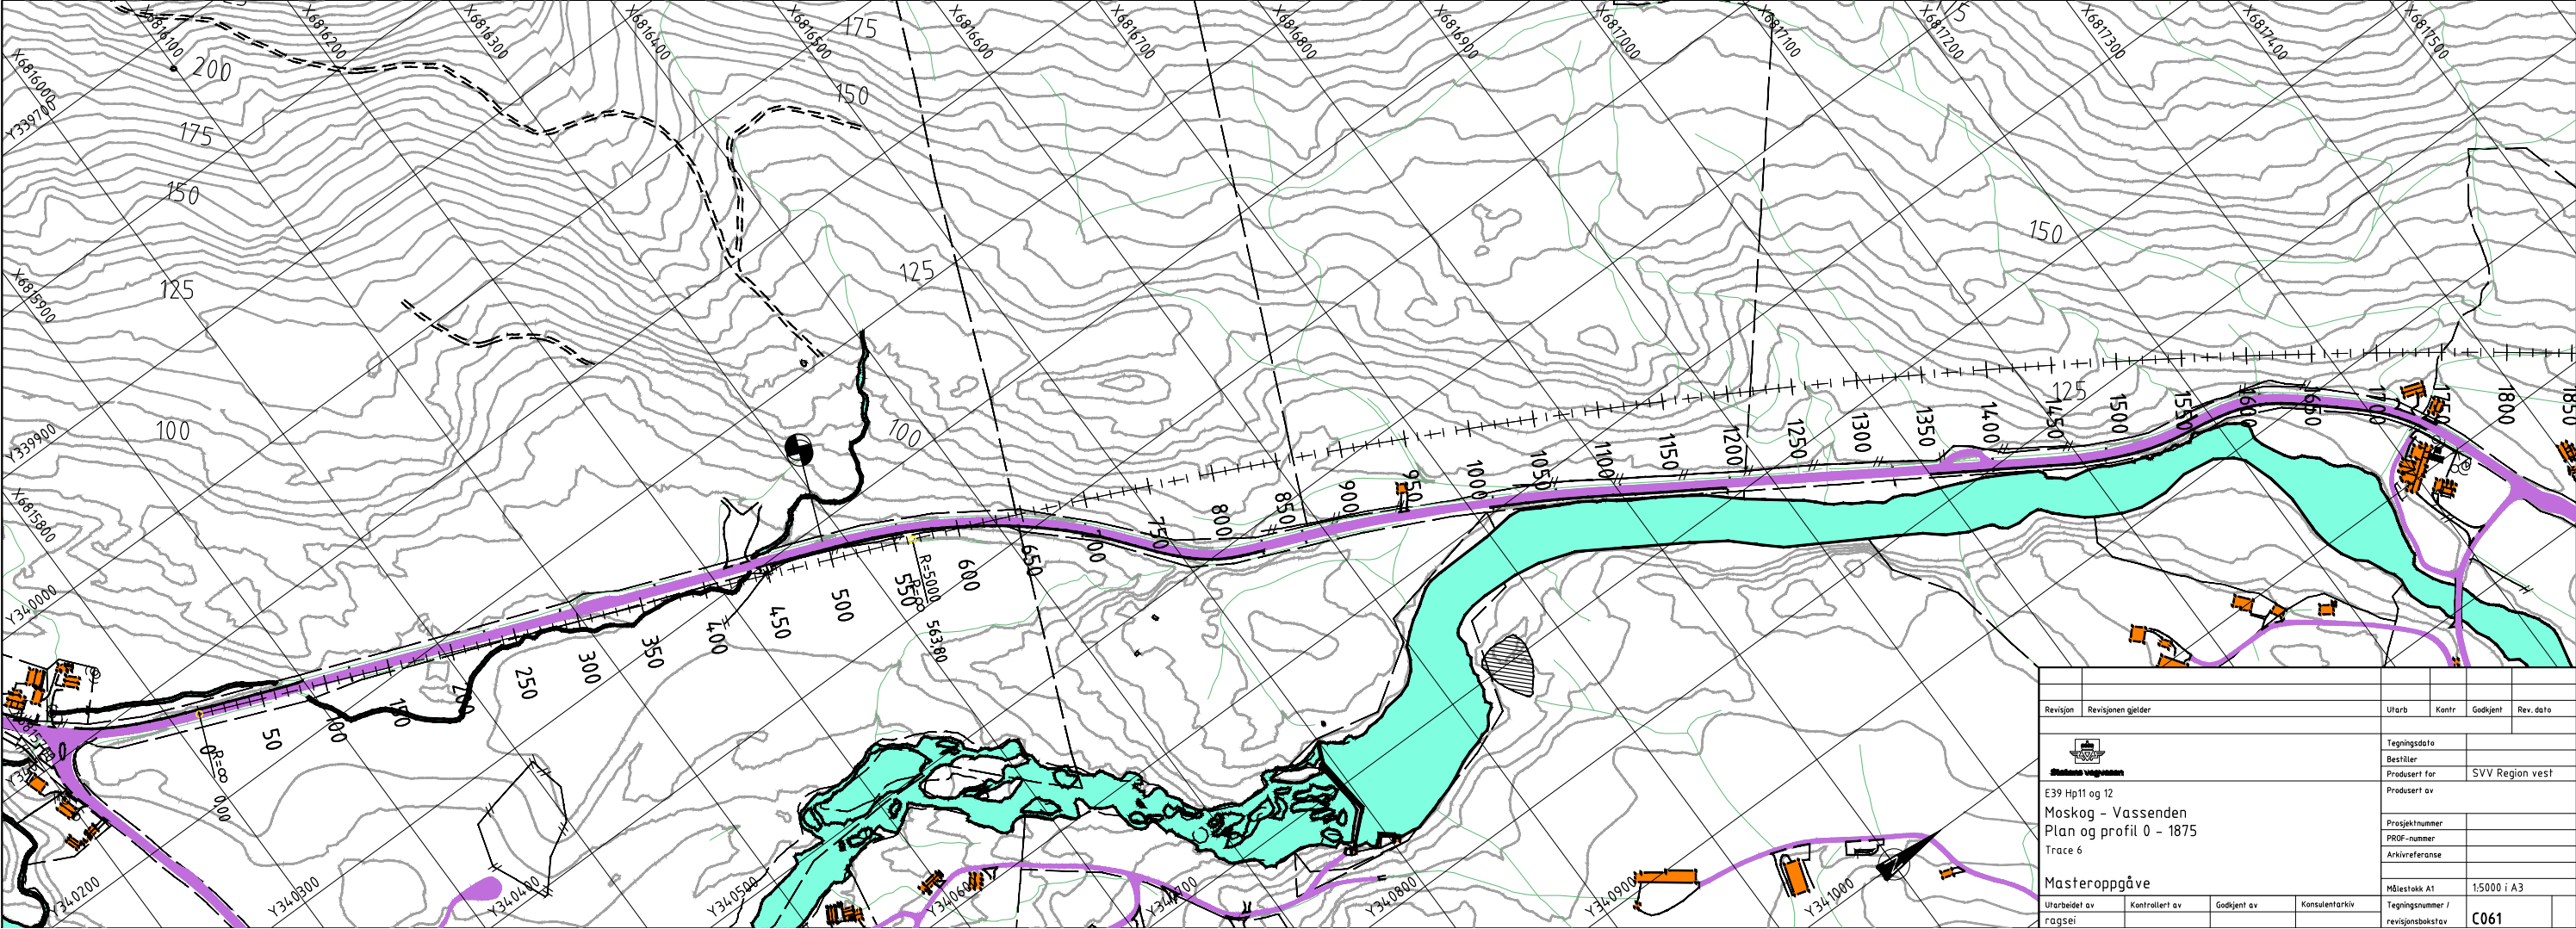 X6816100
X6816200
X6816300
X6816400
X6816500
X6816600
X6816700
X6816800
X6816900
X6817000
X6817100
X6817200
X6817300
X6817400
X6817500
X6816000
Y339700
200
175
150
125
100
175
150
125
100
175
150
125
X6815900
Y339900
X6815800
Y340000
Y340200
Y340300
Y340400
Y340500
Y340700
Y340800
Y340900
Y341000
0
50
100
150
200
250
300
350
400
450
500
550
600
650
700
750
800
850
900
950
1000
1050
1100
1150
1200
1250
1300
1350
1400
1450
1500
1550
1600
1650
1700
1750
1800
R=∞
0,00
R=5000
R=∞
563,80
Revisjon
Revisjonen gjelder
Utarb
Kontr
Godkjent
Rev. dato
Statens vegvesen
Tegningsdato
Bestiller
Produsert for
SVV Region vest
Produsert av
E39 Hp11 og 12
Moskog - Vassenden
Plan og profil 0 - 1875
Trace 6
Masteroppgåve
Prosjektnummer
PROF-nummer
Arkivreferanse
Målestokk A1
1:5000 i A3
Utarbeidet av
Kontrollert av
Godkjent av
Konsulentarkiv
ragsei
Tegningsnummer /
revisjonsbokstav
C061